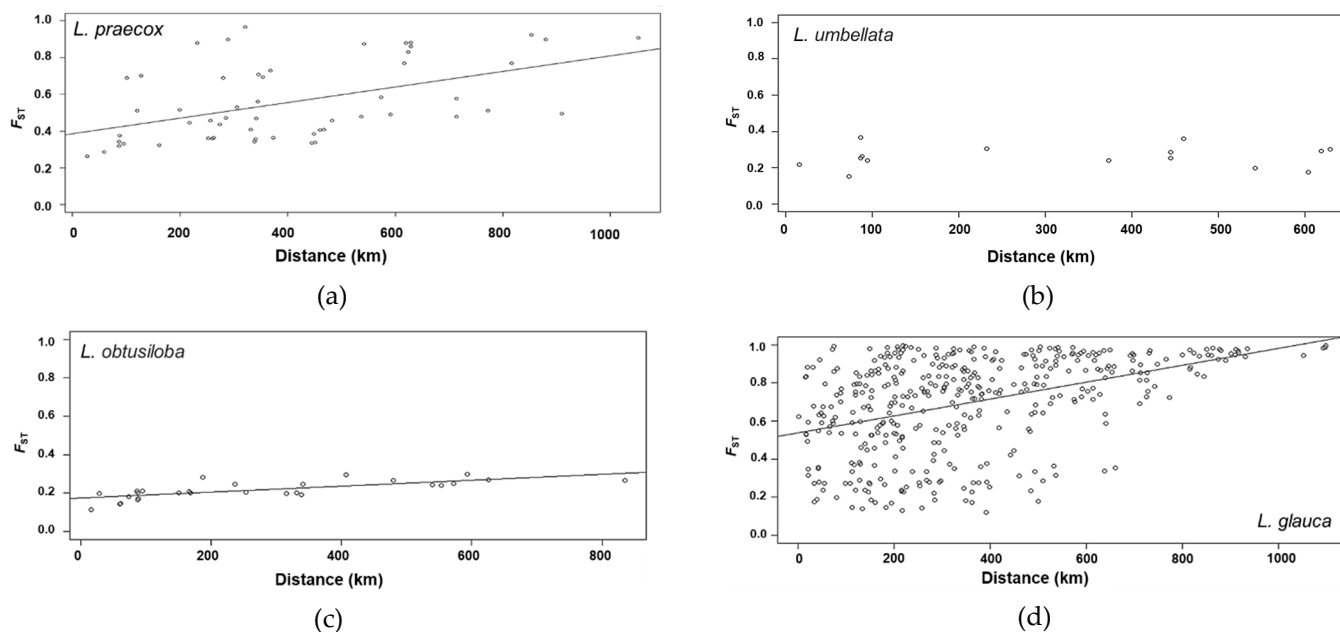 L. praecox
1.0
0.8
0.6
0.4
0.2
0.0
FST
0 200 400 600 800 1000
Distance (km)
(a)
L. umbellata
1.0
0.8
0.6
0.4
0.2
0.0
FST
0 100 200 300 400 500 600
Distance (km)
(b)
L. obtusiloba
1.0
0.8
0.6
0.4
0.2
0.0
FST
0 200 400 600 800
Distance (km)
(c)
1.0
0.8
0.6
0.4
0.2
0.0
FST
L. glauca
0 200 400 600 800 1000
Distance (km)
(d)